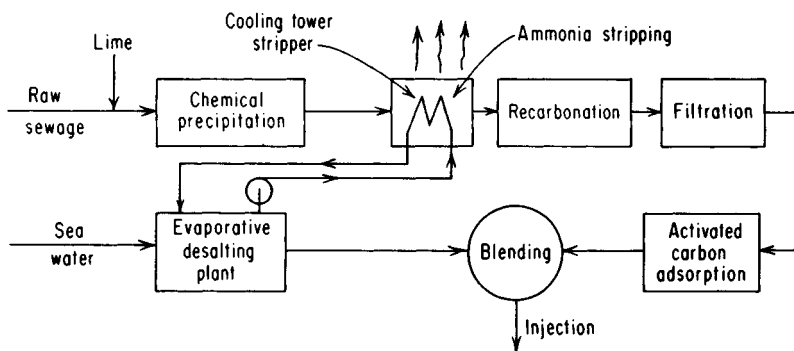 Lime
Cooling tower
stripper
Ammonia stripping
Raw
sewage
Chemical
precipitation
Recarbonation
Filtration
Sea
water
Evaporative
desalting
plant
Blending
Activated
carbon
adsorption
Injection